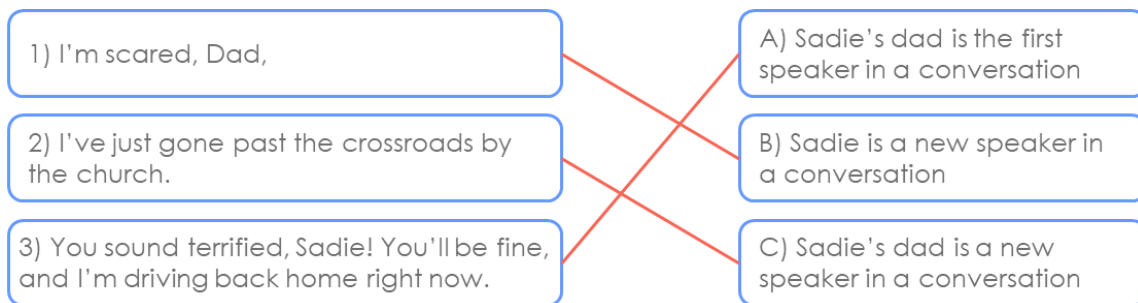 1) I'm scared, Dad,
A) Sadie's dad is the first
speaker in a conversation
2) I've just gone past the crossroads by
the church.
B) Sadie is a new speaker in
a conversation
3) You sound terrified, Sadie! You'll be fine,
and I'm driving back home right now.
C) Sadie's dad is a new
speaker in a conversation